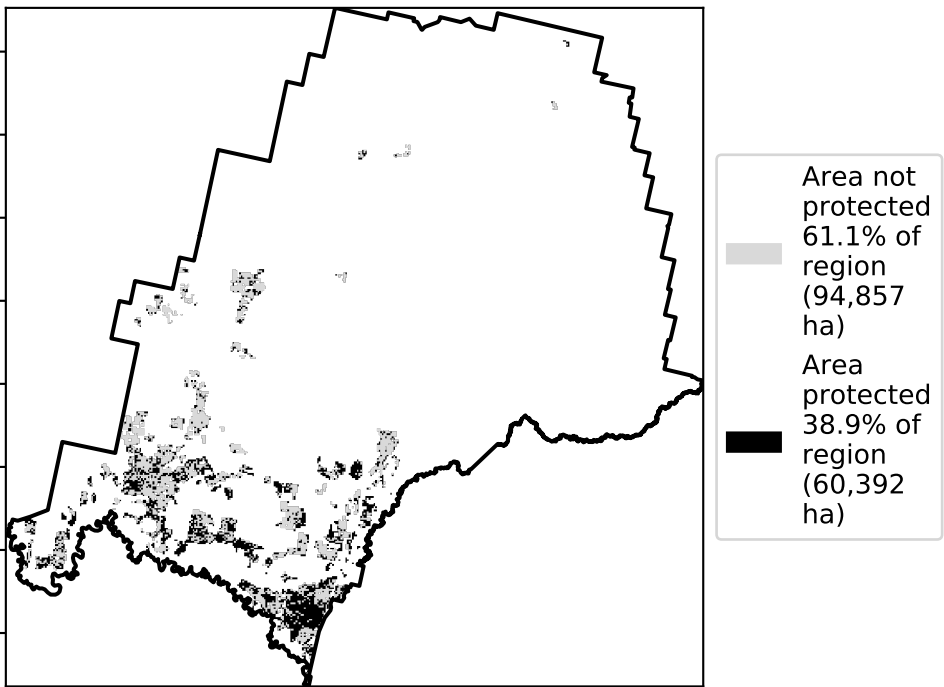 Area not
protected
61.1% of
region
(94,857
ha)
Area
protected
38.9% of
region
(60,392
ha)